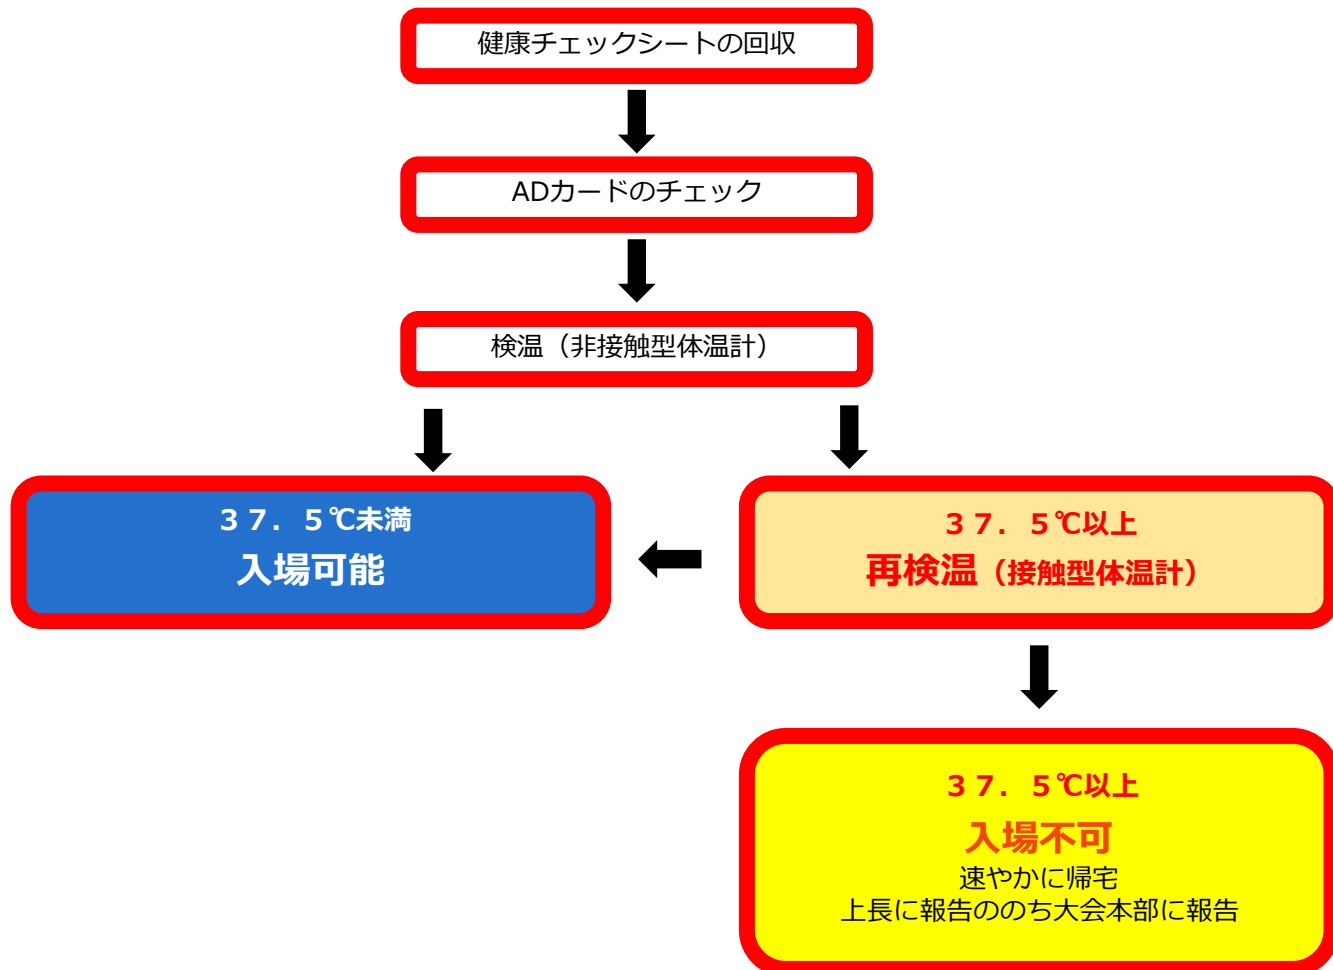 健康チェックシートの回収
ADカードのチェック
検温（非接触型体温計）
３７．５℃未満
入場可能
３７．５℃以上
再検温（接触型体温計）
３７．５℃以上
入場不可
速やかに帰宅
上長に報告ののち大会本部に報告